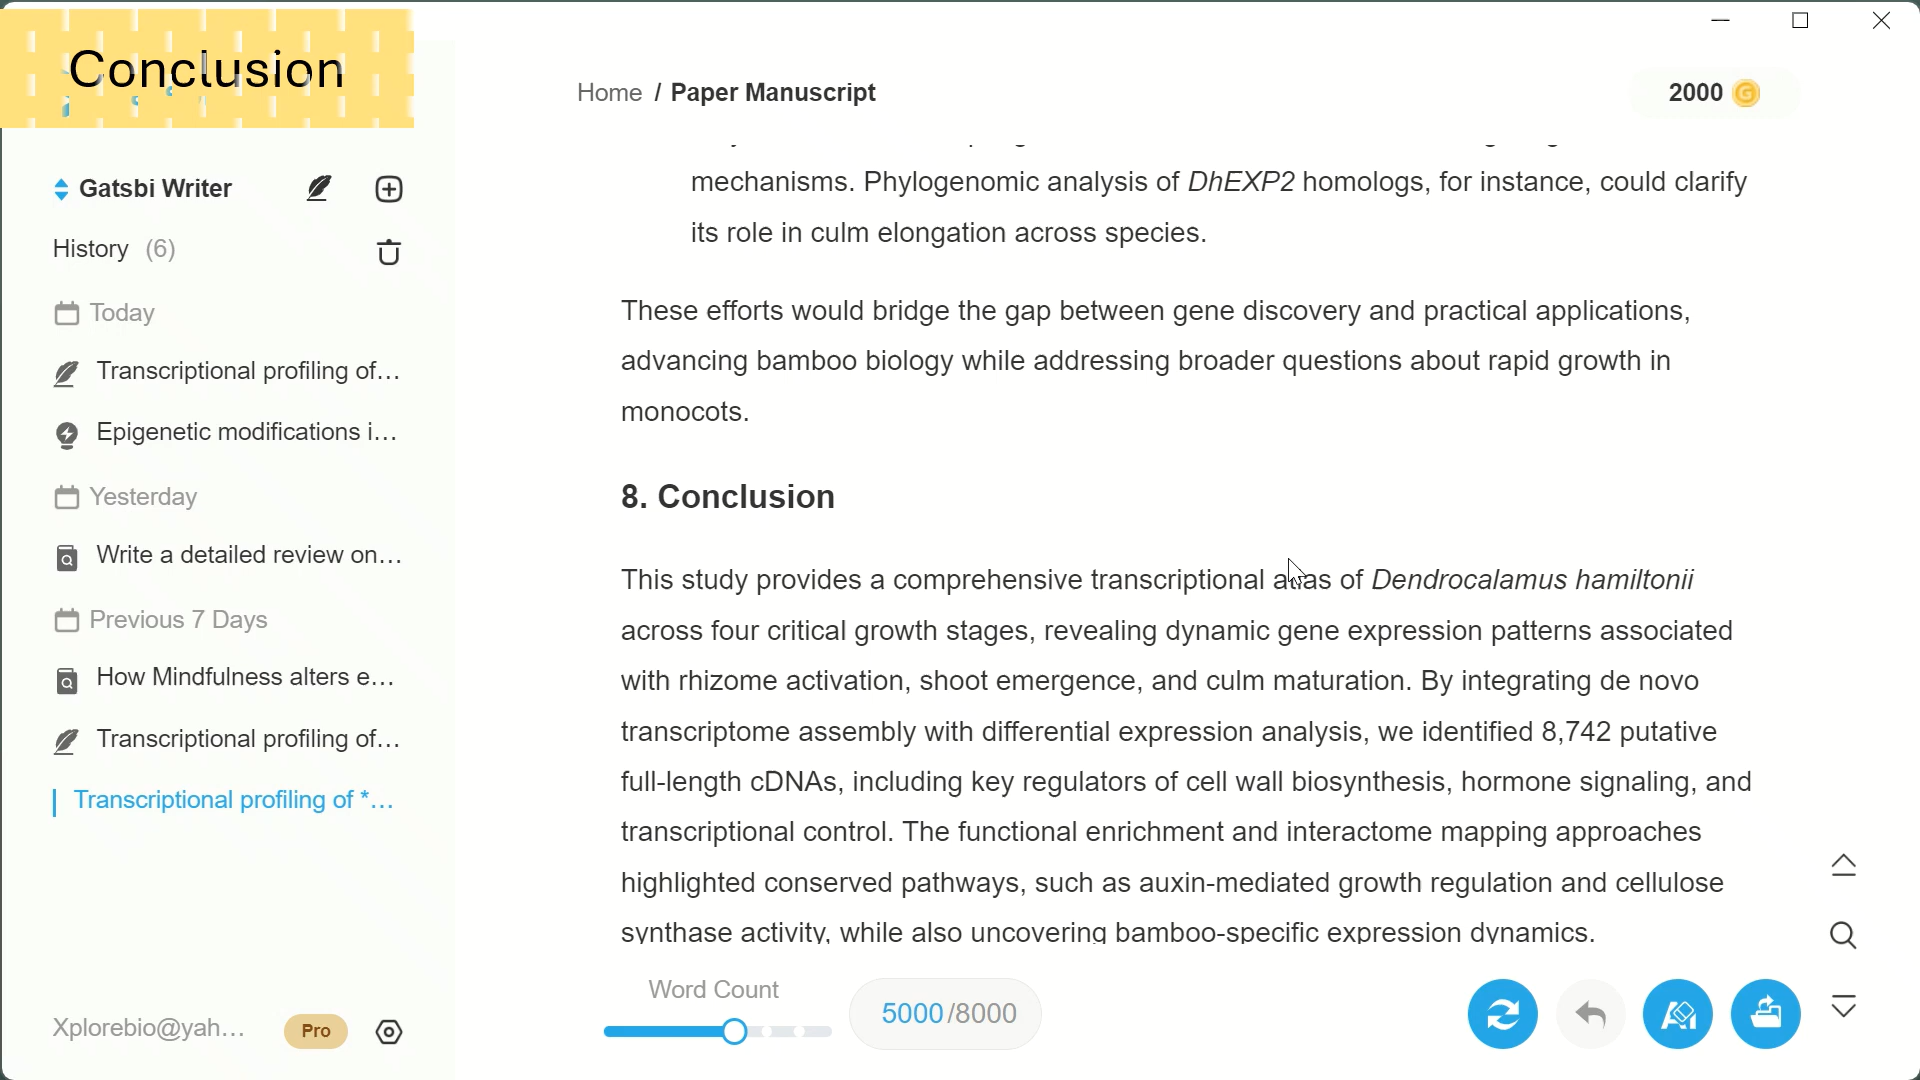 Conclusion
Home / Paper Manuscript
2000
Gatsbi Writer
History (6)
Today
Transcriptional profiling of...
Epigenetic modifications i...
Yesterday
Write a detailed review on...
Previous 7 Days
How Mindfulness alters e...
Transcriptional profiling of...
Transcriptional profiling of *...
Xplorebio@yah...
Pro
mechanisms. Phylogenomic analysis of DhEXP2 homologs, for instance, could clarify
its role in culm elongation across species.
These efforts would bridge the gap between gene discovery and practical applications,
advancing bamboo biology while addressing broader questions about rapid growth in
monocots.
8. Conclusion
This study provides a comprehensive transcriptional atlas of Dendrocalamus hamiltonii
across four critical growth stages, revealing dynamic gene expression patterns associated
with rhizome activation, shoot emergence, and culm maturation. By integrating de novo
transcriptome assembly with differential expression analysis, we identified 8,742 putative
full-length cDNAs, including key regulators of cell wall biosynthesis, hormone signaling, and
transcriptional control. The functional enrichment and interactome mapping approaches
highlighted conserved pathways, such as auxin-mediated growth regulation and cellulose
synthase activity, while also uncovering bamboo-specific expression dynamics.
Word Count
5000/8000